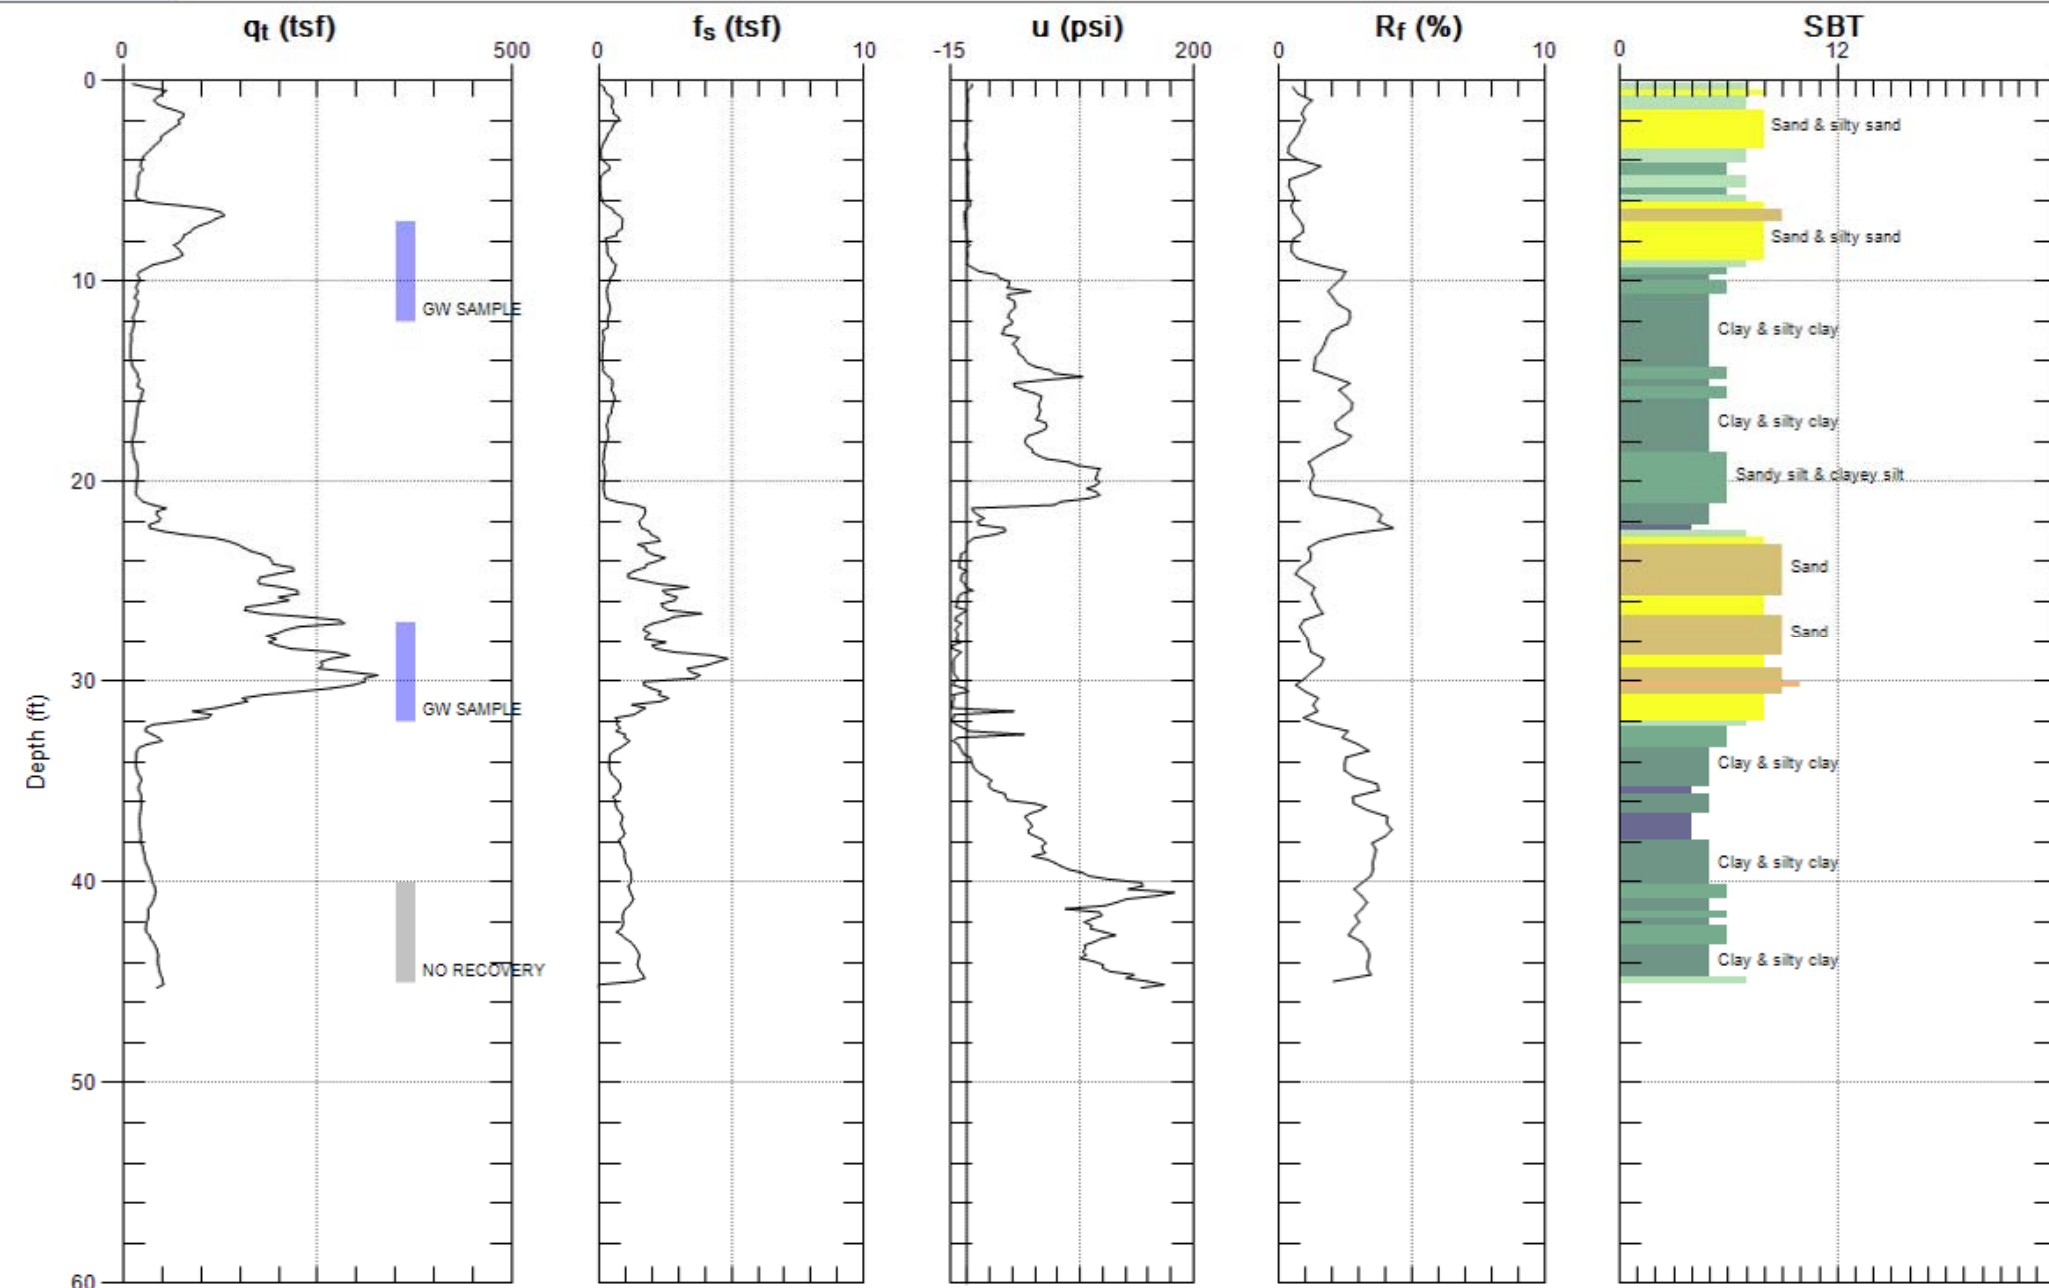 qt (tsf) fs (tsf) u (psi) Rf (%) SBT
0 500 0 10 -15 200 0 10 0 12
0
Sand & silty sand
Sand & silty sand
10
GW SAMPLE
Clay & silty clay
Clay & silty clay
Sandy silt & clayey silt
20
Sand
Sand
30
GW SAMPLE
Depth (ft)
Clay & silty clay
Clay & silty clay
40
Clay & silty clay
NO RECOVERY
50
60